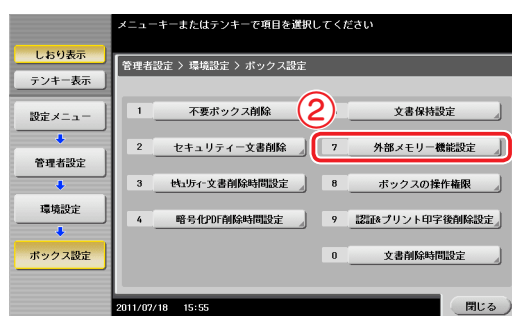 メニューキーまたはテンキーで項目を選択してください
しおり表示
テンキー表示
設定メニュー
管理者設定
環境設定
ボックス設定
管理者設定 > 環境設定 > ボックス設定
1 不要ボックス削除
2 セキュリティー文書削除
3 ｾｷｭﾘﾃｨｰ文書削除時間設定
4 暗号化PDF削除時間設定
②
文書保持設定
7 外部メモリー機能設定
8 ボックスの操作権限
9 認証&プリント印字後削除設定
0 文書削除時間設定
2011/07/18 15:55
閉じる